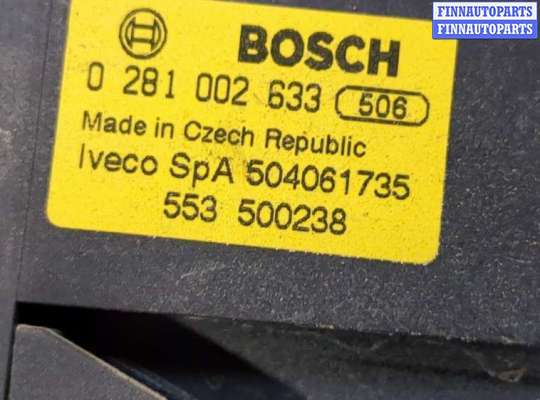 FINNAUTOPARTS
FINNAUTOPARTS
BOSCH
0 281 002 633 506
Made in Czech Republic
Iveco SpA 504061735
553 500238